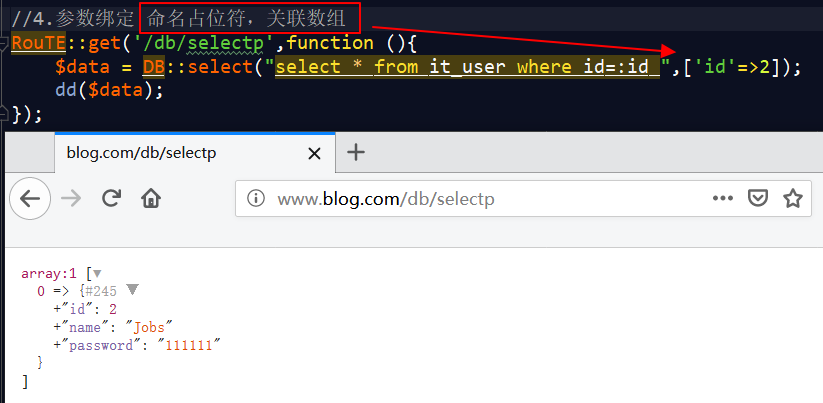 //4.参数绑定 命名占位符，关联数组
RouTE::get('/db/selectp',function (){
$data = DB::select("select * from it_user where id=:id ",['id'=>2]);
dd($data);
});
blog.com/db/selectp
www.blog.com/db/selectp
array:1 [▼
0 => {#245 ▼
+"id": 2
+"name": "Jobs"
+"password": "111111"
}
]